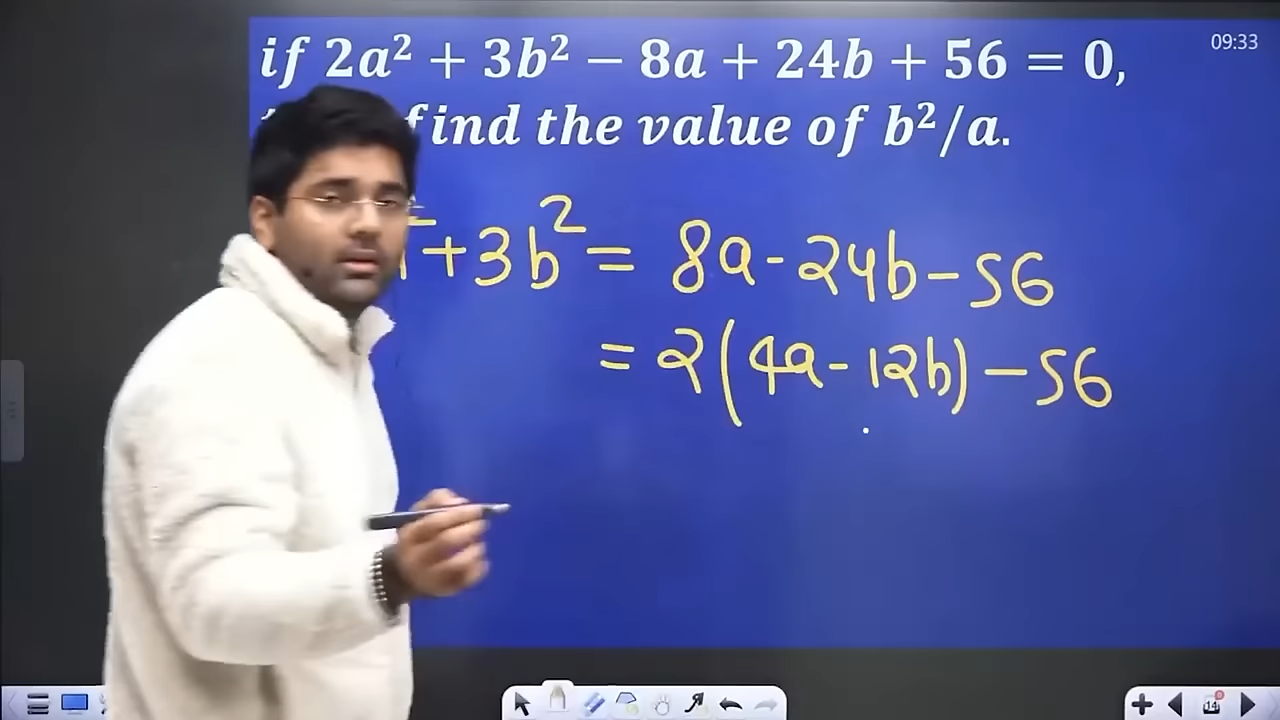 if 2a² + 3b² − 8a + 24b + 56 = 0,
find the value of b²/a.
09:33
+3b² = 8a - 24b - 56
= 2(4a - 12b) - 56
14